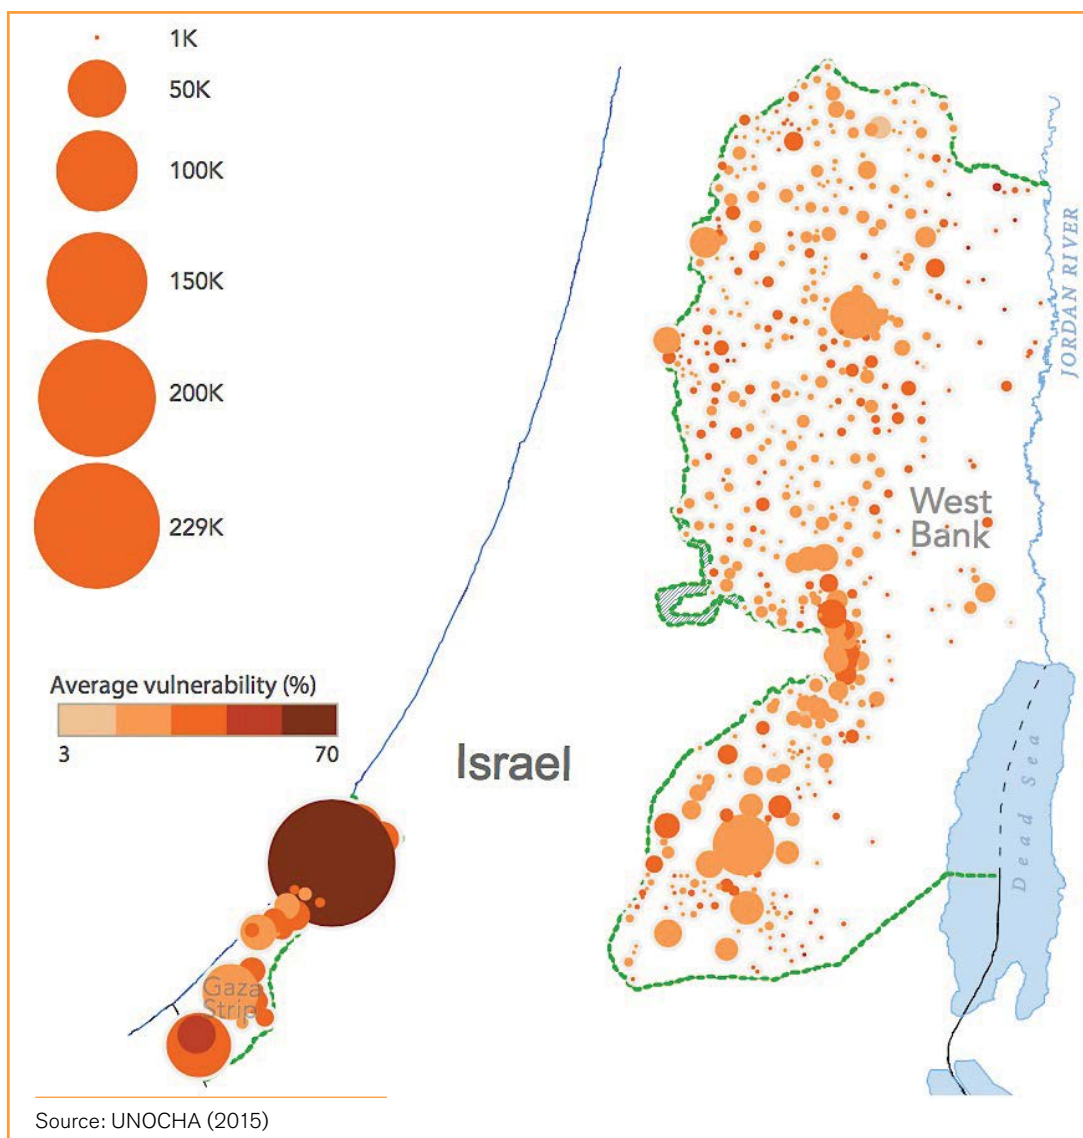 1K
50K
100K
150K
200K
229K
Average vulnerability (%)
3
70
Israel
West
Bank
JORDAN RIVER
Dead Sea
Gaza
Strip
Source: UNOCHA (2015)